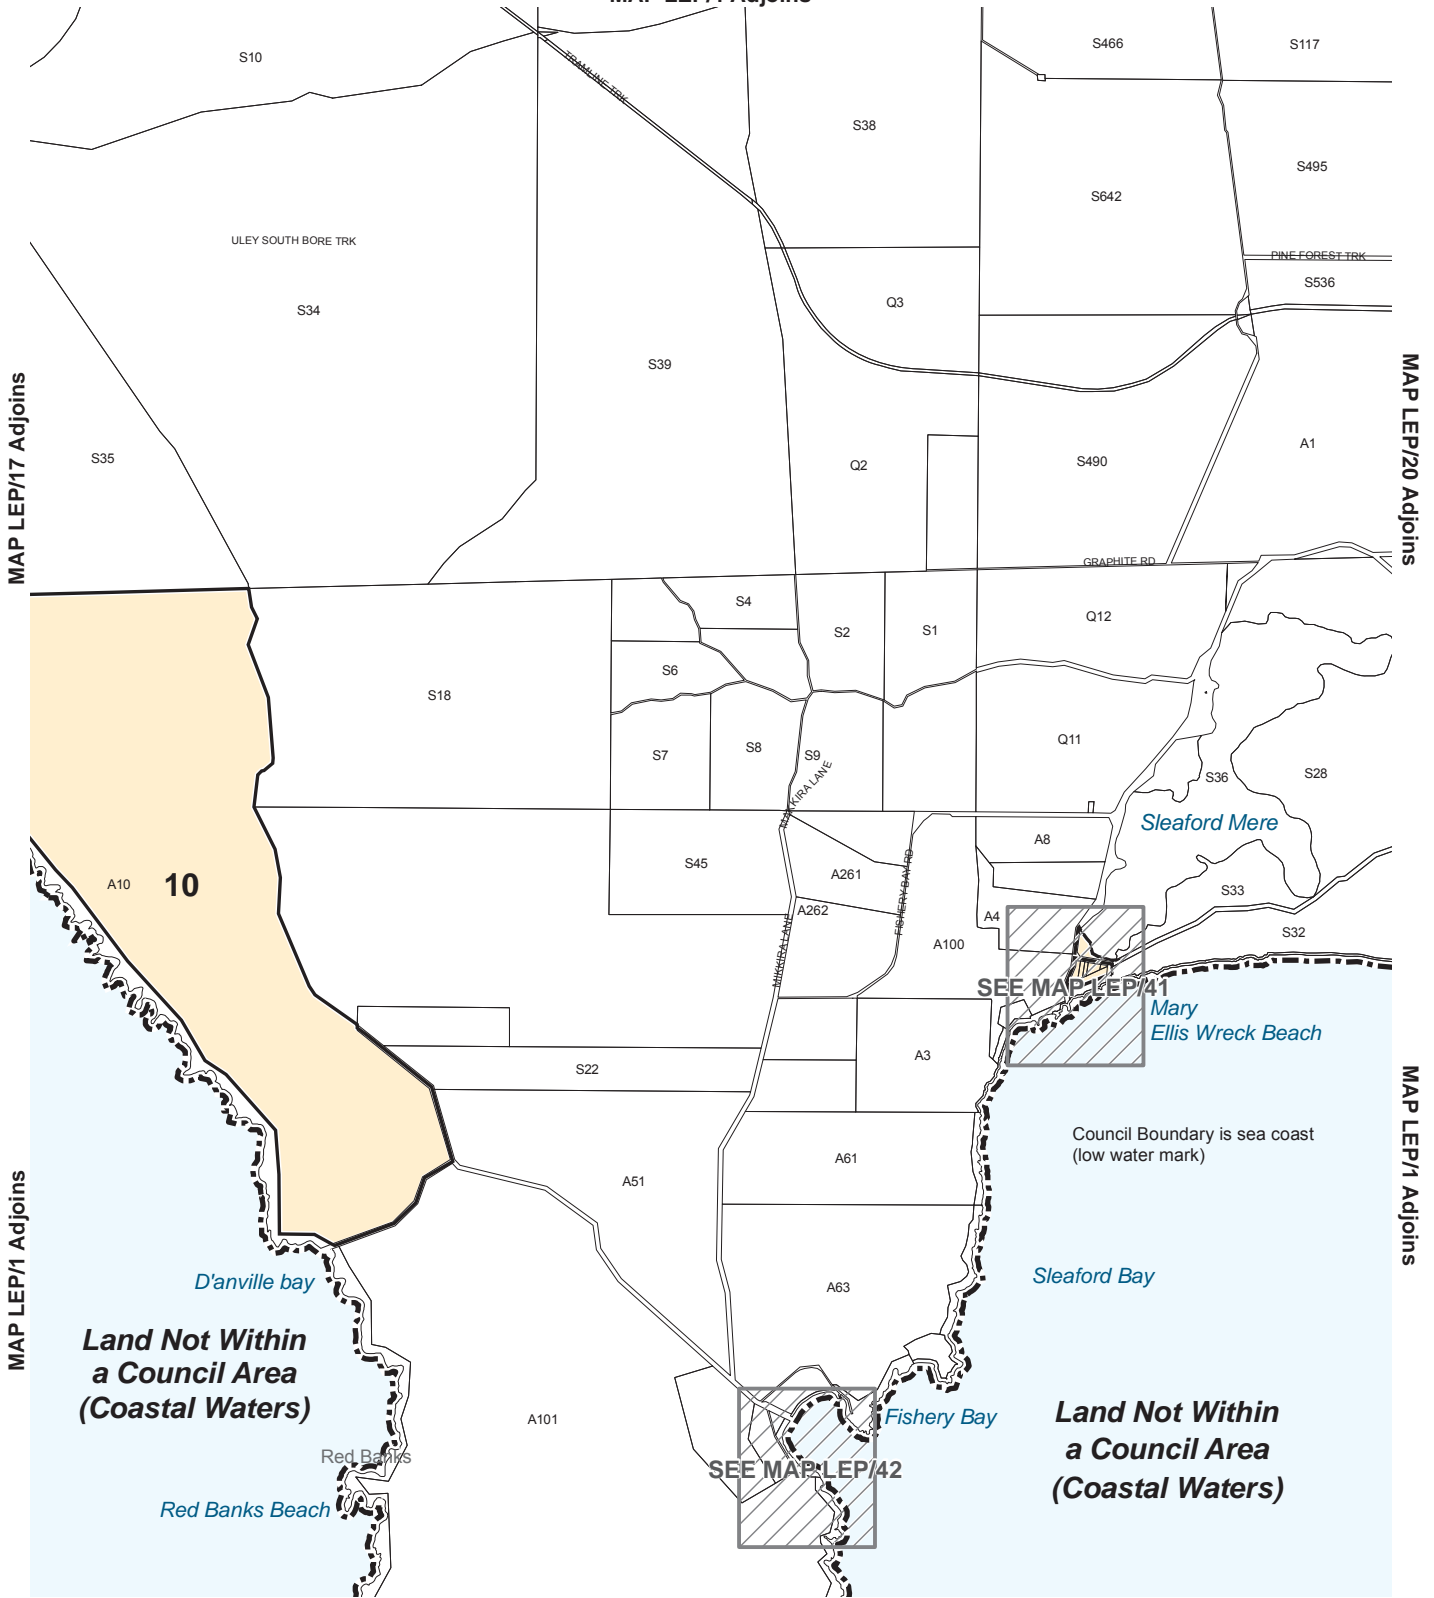 MAP LEP/1 Adjoins
S10
S466
S117
TRAMLINE TRK
S38
S495
S642
ULEY SOUTH BORE TRK
PINE FOREST TRK
S536
S34
Q3
S39
MAP LEP/17 Adjoins
MAP LEP/20 Adjoins
S35
Q2
S490
A1
GRAPHITE RD
S4
S2
S1
Q12
S6
S18
S7
S8
S9
Q11
S36
S28
MIKKIRA LANE
Sleaford Mere
A8
S45
A10
10
A261
FISHERY BAY RD
S33
A262
A4
S32
A100
MIKKIRA LANE
SEE MAP LEP/41
Mary
Ellis Wreck Beach
A3
S22
Council Boundary is sea coast
(low water mark)
A61
A51
MAP LEP/1 Adjoins
MAP LEP/1 Adjoins
D'anville bay
Sleaford Bay
A63
Land Not Within
a Council Area
(Coastal Waters)
A101
Fishery Bay
Land Not Within
a Council Area
(Coastal Waters)
Red Banks
SEE MAP LEP/42
Red Banks Beach